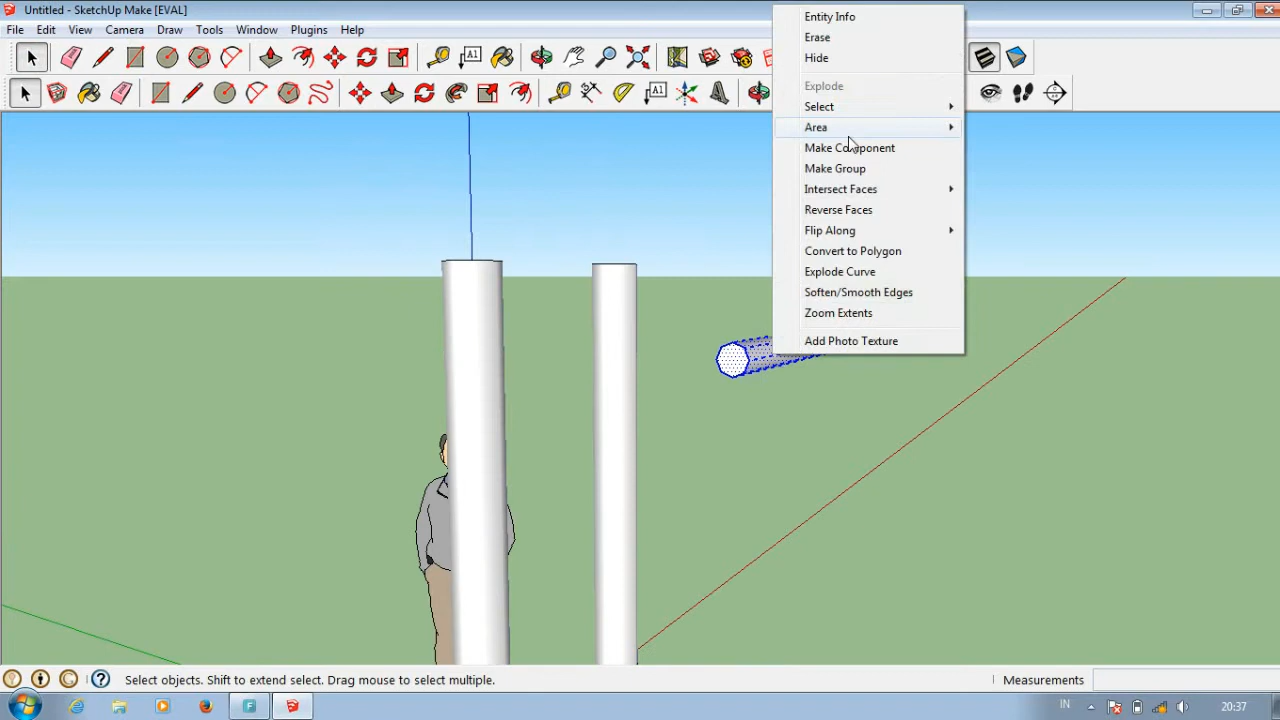 Untitled - SketchUp Make [EVAL]
File Edit View Camera Draw Tools Window Plugins Help
A1
A1
Entity Info
Erase
Hide
Explode
Select
Area
Make Component
Make Group
Intersect Faces
Reverse Faces
Flip Along
Convert to Polygon
Explode Curve
Soften/Smooth Edges
Zoom Extents
Add Photo Texture
Select objects. Shift to extend select. Drag mouse to select multiple.
Measurements
IN
20:37